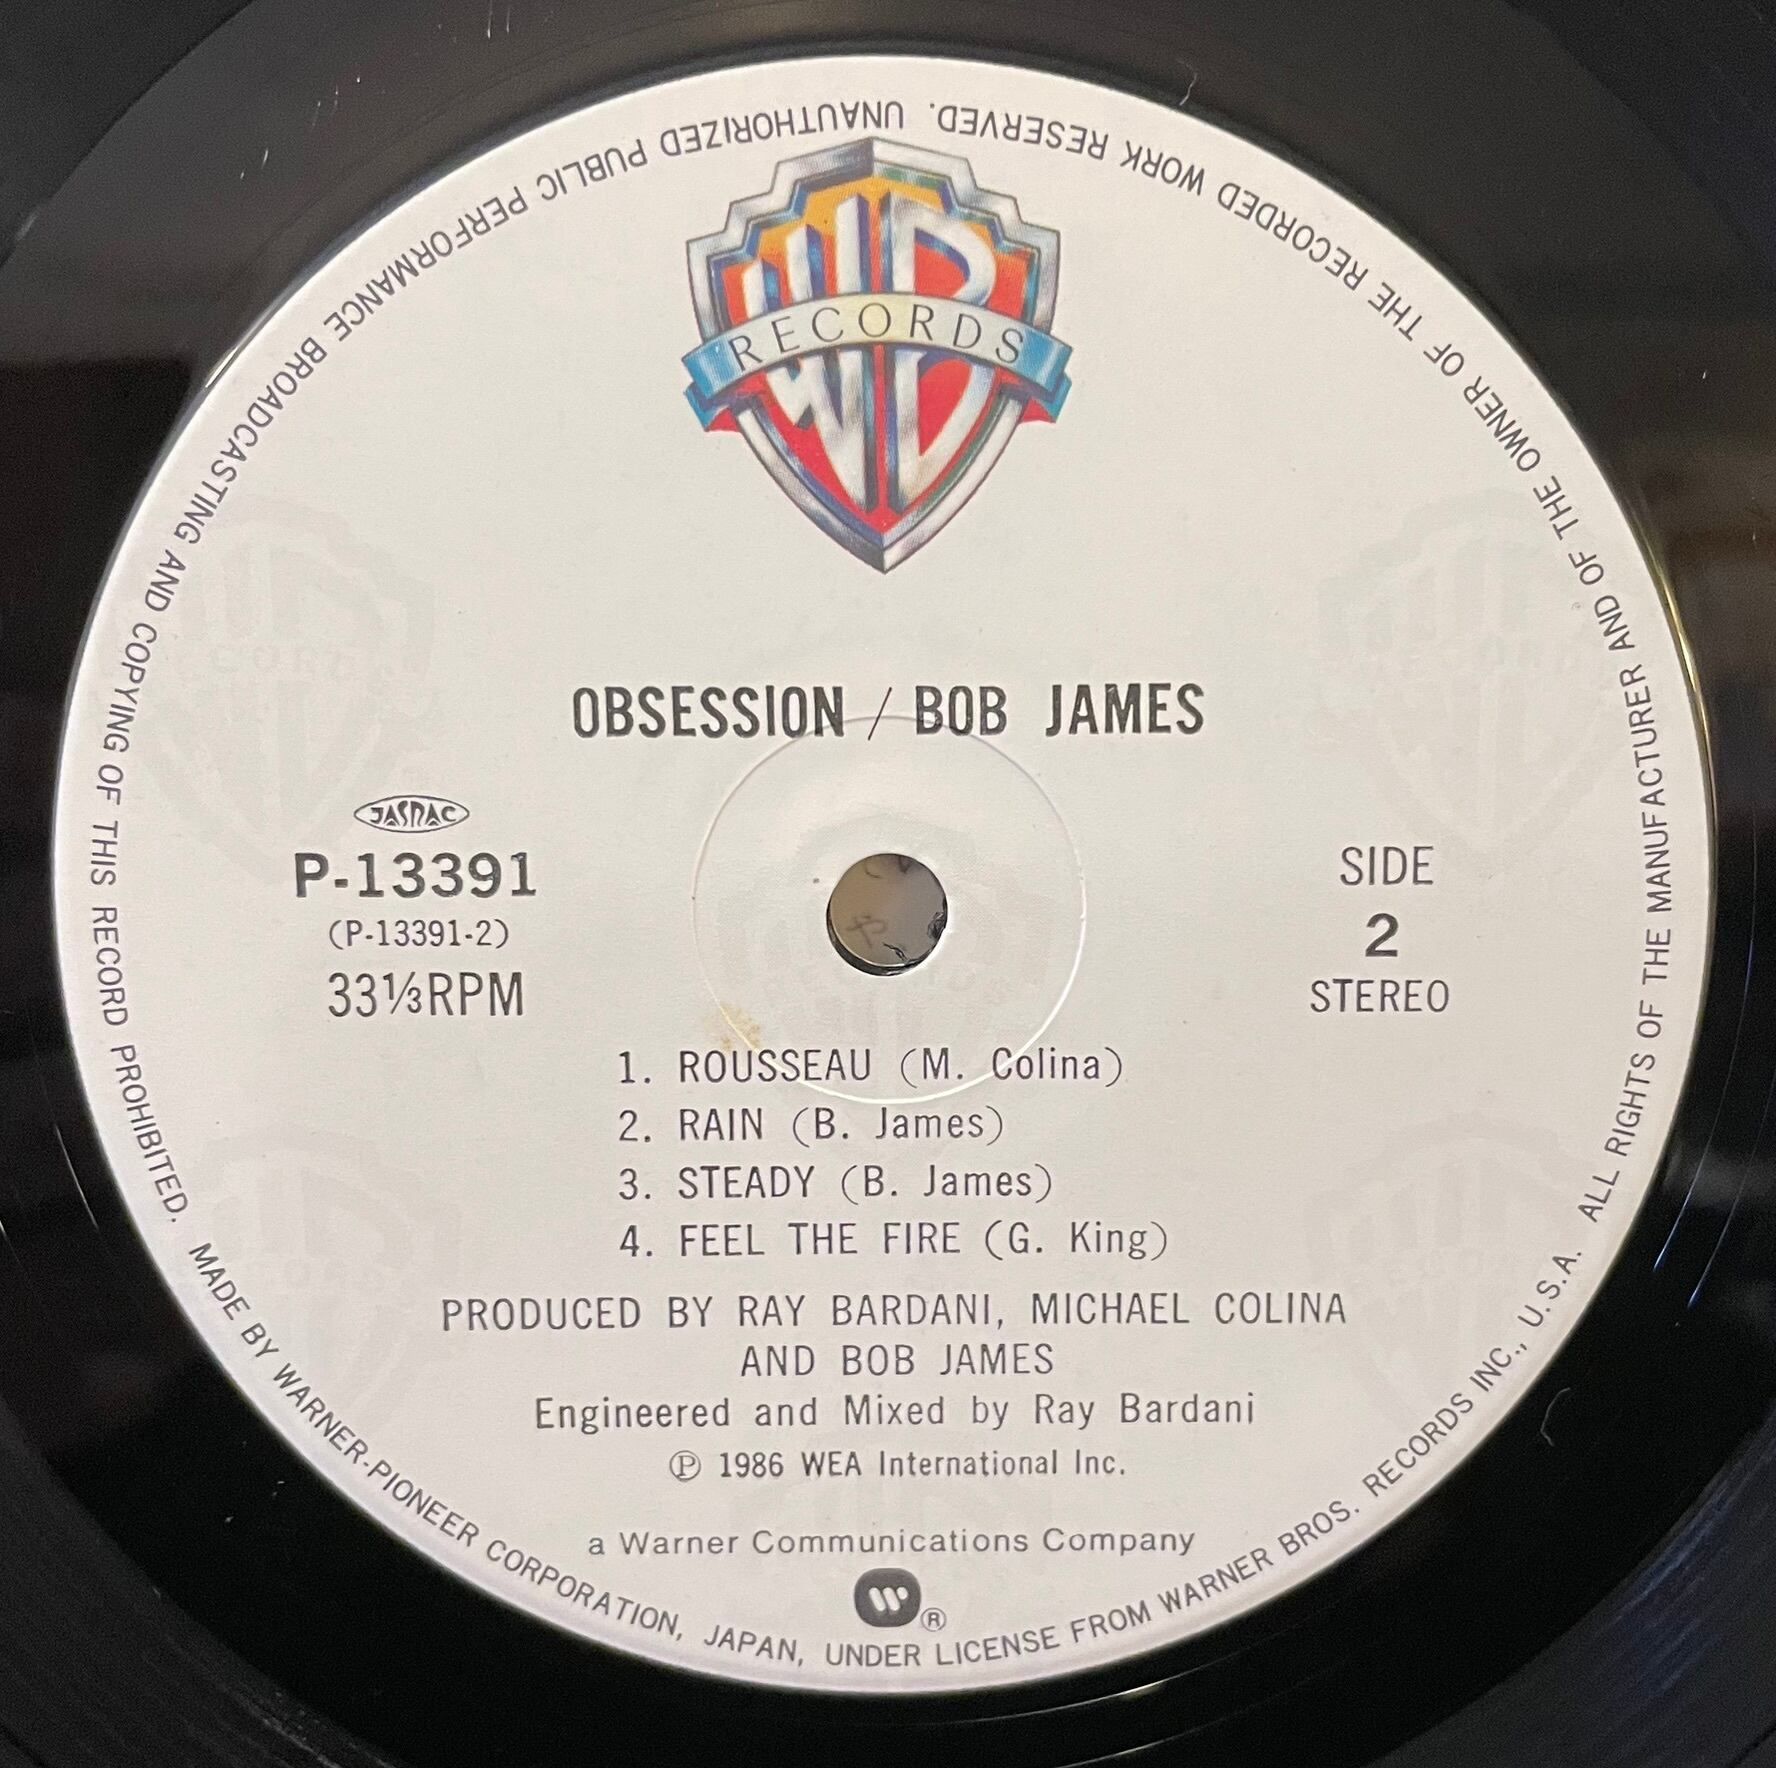 WB
RECORDS
OBSESSION / BOB JAMES
JASRAC
P-13391
(P-13391-2)
33⅓RPM
SIDE
2
STEREO
1. ROUSSEAU (M. Colina)
2. RAIN (B. James)
3. STEADY (B. James)
4. FEEL THE FIRE (G. King)
PRODUCED BY RAY BARDANI, MICHAEL COLINA
AND BOB JAMES
Engineered and Mixed by Ray Bardani
℗ 1986 WEA International Inc.
a Warner Communications Company
W®
ALL RIGHTS OF THE MANUFACTURER AND OF THE OWNER OF THE RECORDED WORK RESERVED. UNAUTHORIZED PUBLIC PERFORMANCE BROADCASTING AND COPYING OF THIS RECORD PROHIBITED. MADE BY WARNER-PIONEER CORPORATION, JAPAN, UNDER LICENSE FROM WARNER BROS. RECORDS INC., U.S.A.